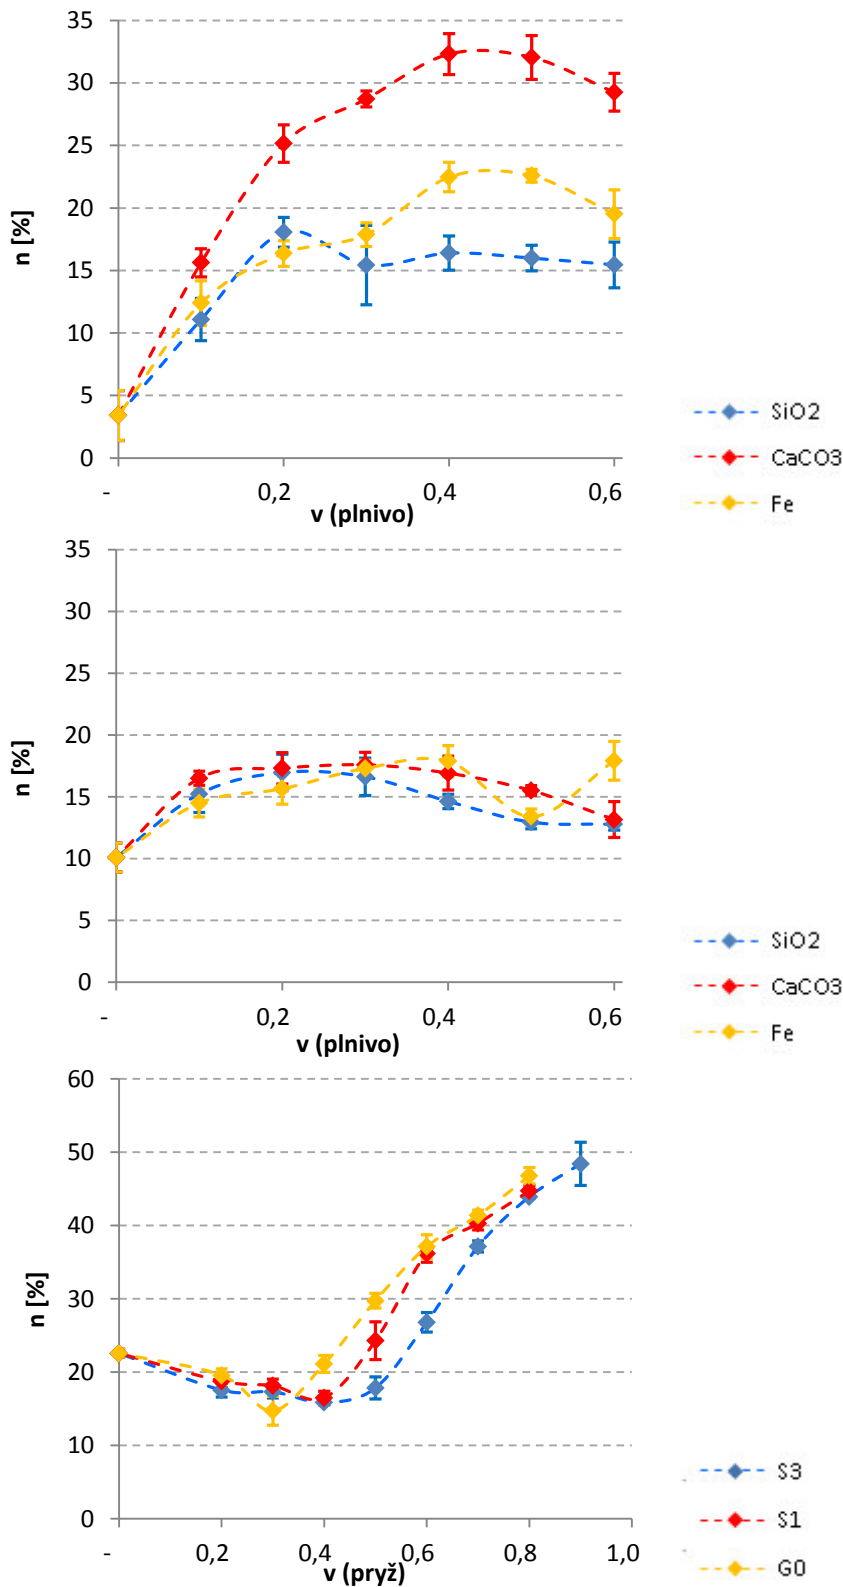 35
30
25
20
15
10
5
0
n [%]
- 0,2 0,4 0,6
v (plnivo)
SiO2
CaCO3
Fe
35
30
25
20
15
10
5
0
n [%]
- 0,2 0,4 0,6
v (plnivo)
SiO2
CaCO3
Fe
60
50
40
30
20
10
0
n [%]
- 0,2 0,4 0,6 0,8 1,0
v (pryž)
S3
S1
G0